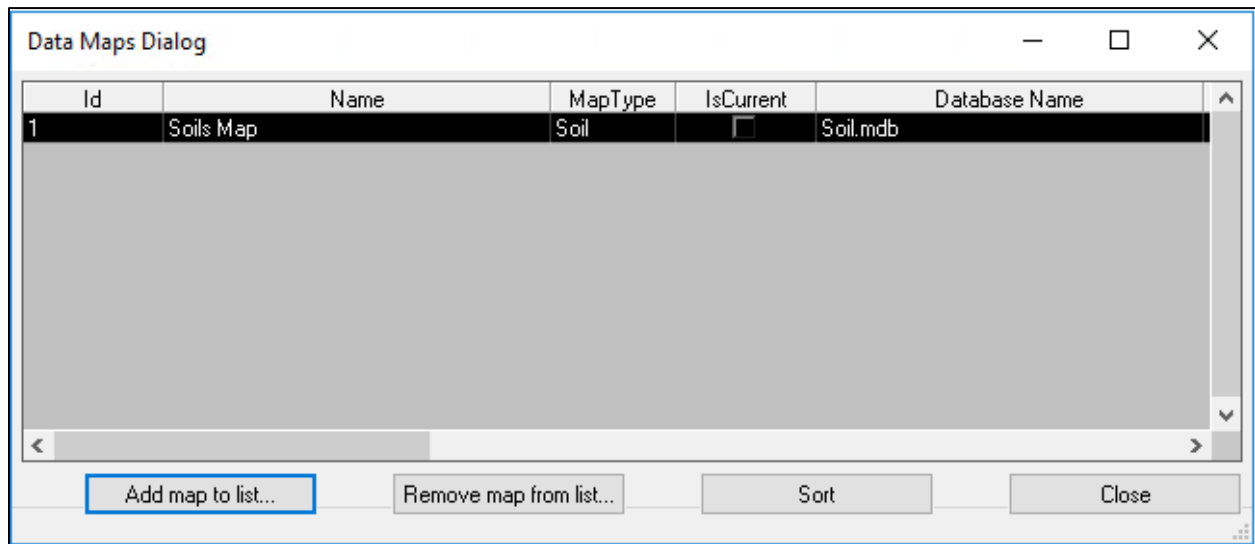 Data Maps Dialog
Id Name MapType IsCurrent Database Name
1 Soils Map Soil Soil.mdb
Add map to list... Remove map from list... Sort Close